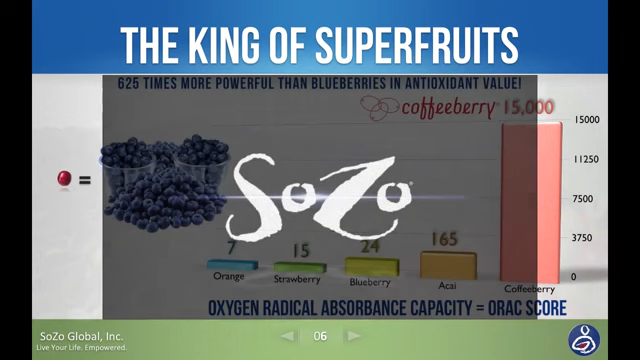 THE KING OF SUPERFRUITS
625 TIMES MORE POWERFUL THAN BLUEBERRIES IN ANTIOXIDANT VALUE!
coffeeberry® 15,000
15000
11250
=
SoZo®
7500
7
15
24
165
3750
0
Orange
Strawberry
Blueberry
Acai
Coffeeberry
OXYGEN RADICAL ABSORBANCE CAPACITY = ORAC SCORE
SoZo Global, Inc.
Live Your Life. Empowered.
06